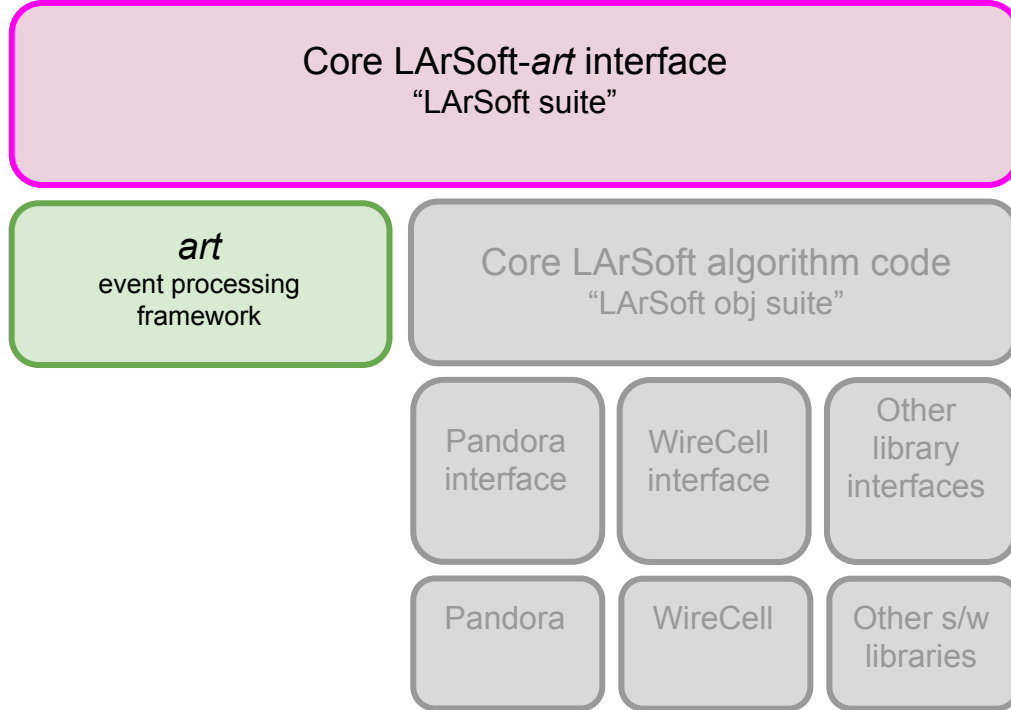 Core LArSoft-art interface
“LArSoft suite”
art
event processing
framework
Core LArSoft algorithm code
“LArSoft obj suite”
Pandora
interface
WireCell
interface
Other
library
interfaces
Pandora
WireCell
Other s/w
libraries